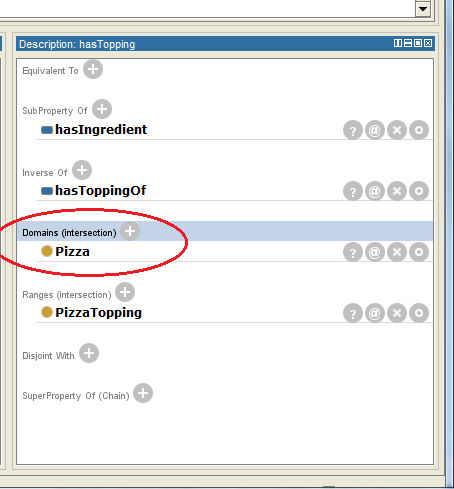 Description: hasTopping
Equivalent To
SubProperty Of
hasIngredient
Inverse Of
hasToppingOf
Domains (intersection)
Pizza
Ranges (intersection)
PizzaTopping
Disjoint With
SuperProperty Of (Chain)